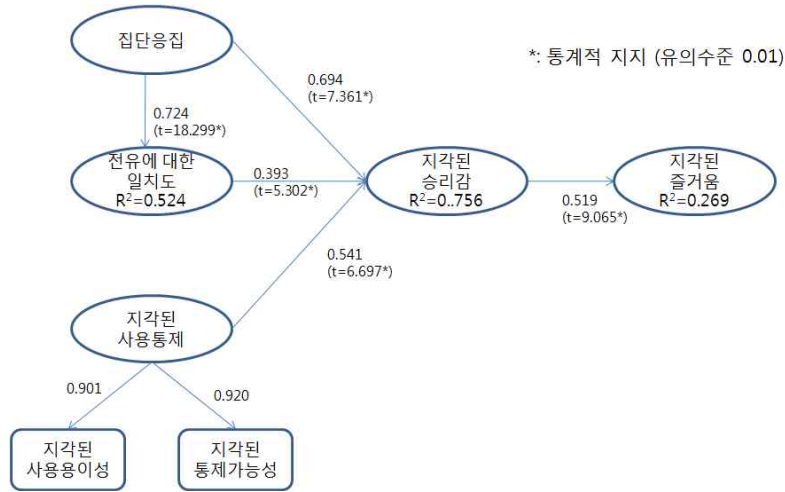 집단응집
*: 통계적 지지 (유의수준 0.01)
0.694
(t=7.361*)
0.724
(t=18.299*)
전유에 대한
일치도
R²=0.524
0.393
(t=5.302*)
지각된
승리감
R²=0..756
0.519
(t=9.065*)
지각된
즐거움
R²=0.269
0.541
(t=6.697*)
지각된
사용통제
0.901
0.920
지각된
사용용이성
지각된
통제가능성